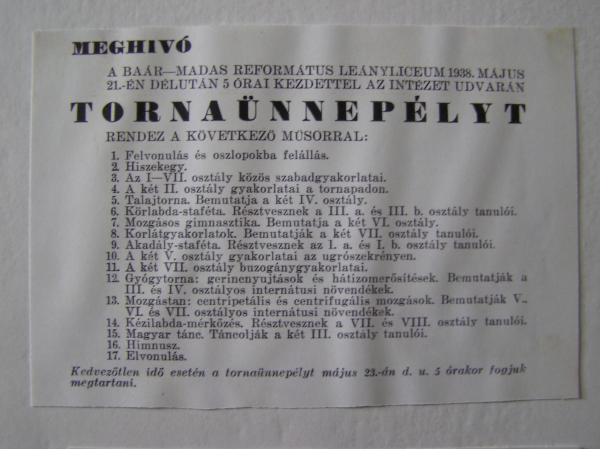 MEGHIVÓ
A BAÁR—MADAS REFORMÁTUS LEÁNYLICEUM 1938. MÁJUS
21.-ÉN DÉLUTÁN 5 ÓRAI KEZDETTEL AZ INTÉZET UDVARÁN
TORNAÜNNEPÉLYT
RENDEZ A KÖVETKEZŐ MŰSORRAL:
1. Felvonulás és oszlopokba felállás.
2. Hiszekegy.
3. Az I—VII. osztály közös szabadgyakorlatai.
4. A két II. osztály gyakorlatai a tornapadon.
5. Talajtorna. Bemutatja a két IV. osztály.
6. Körlabda-staféta. Résztvesznek a III. a. és III. b. osztály tanulói.
7. Mozgásos gimnasztika. Bemutatja a két VI. osztály.
8. Korlátgyakorlatok. Bemutatják a két VII. osztály tanulói.
9. Akadály-staféta. Résztvesznek az I. a. és I. b. osztály tanulói.
10. A két V. osztály gyakorlatai az ugrószekrényen.
11. A két VII. osztály buzogánygyakorlatai.
12. Gyógytorna: gerincnyujtások és hátizomerősítések. Bemutatják a
III. és IV. osztályos internátusi növendékek.
13. Mozgástan: centripetális és centrifugális mozgások. Bemutatják V.,
VI. és VII. osztályos internátusi növendékek.
14. Kézilabda-mérkőzés. Résztvesznek a VII. és VIII. osztály tanulói.
15. Magyar tánc. Táncolják a két III. osztály tanulói.
16. Himnusz.
17. Elvonulás.
Kedvezőtlen idő esetén a tornaünnepélyt május 23.-án d. u. 5 órakor fogjuk
megtartani.